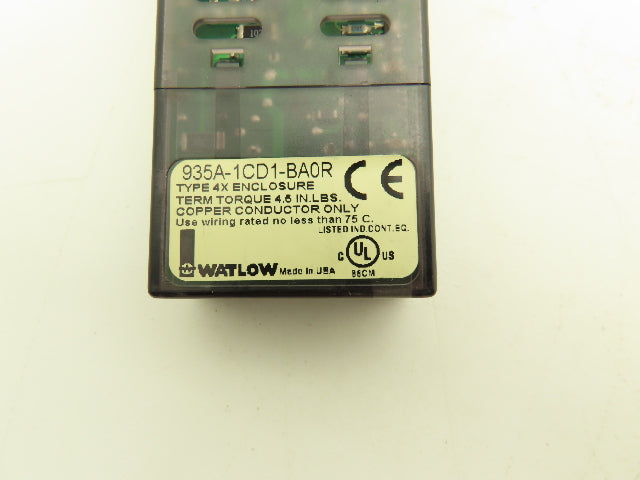 935A-1CD1-BA0R
CE
TYPE 4X ENCLOSURE
TERM TORQUE 4.5 IN.LBS.
COPPER CONDUCTOR ONLY
Use wiring rated no less than 75 C.
LISTED IND.CONT.EQ.
C UL US
WATLOW Made in USA
86CM